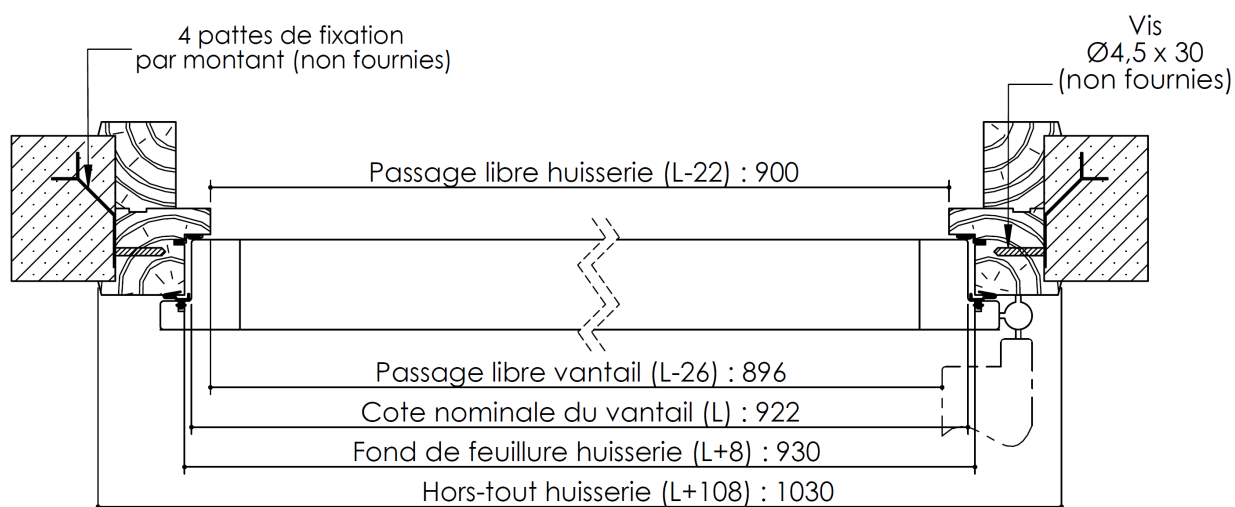 4 pattes de fixation
par montant (non fournies)
Vis
Ø4,5 x 30
(non fournies)
Passage libre huisserie (L-22) : 900
Passage libre vantail (L-26) : 896
Cote nominale du vantail (L) : 922
Fond de feuillure huisserie (L+8) : 930
Hors-tout huisserie (L+108) : 1030